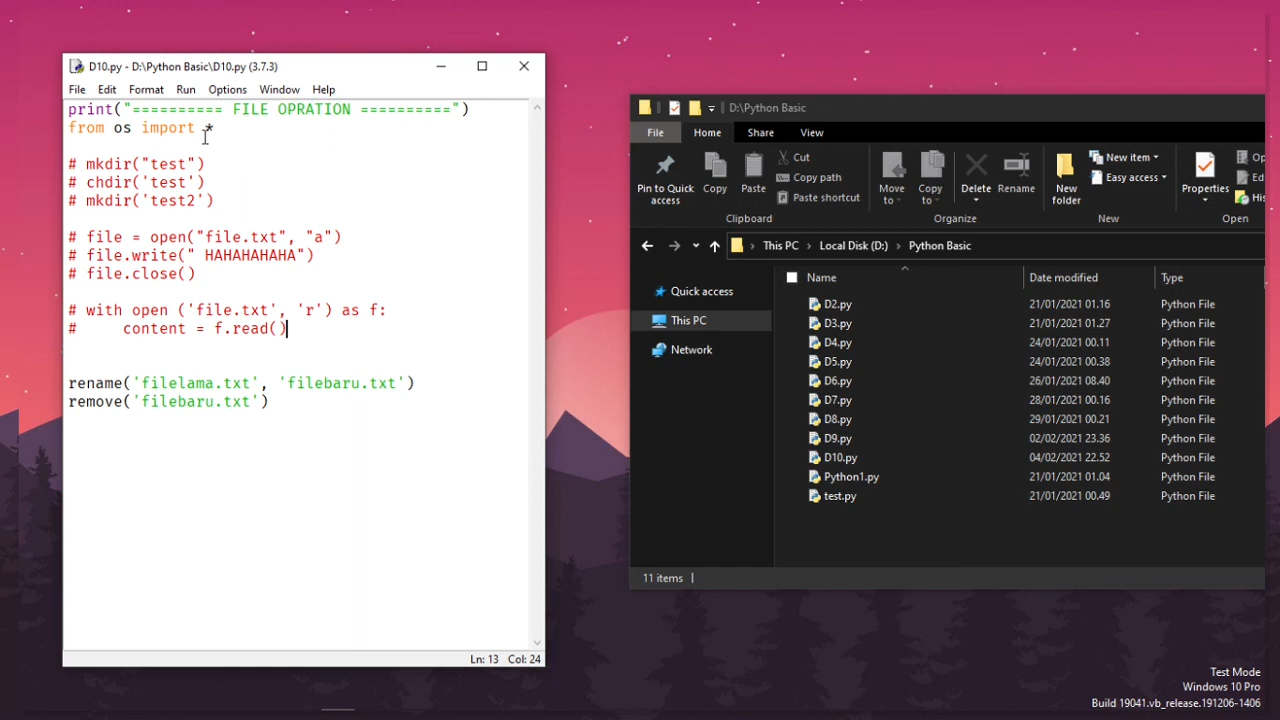 D10.py - D:\Python Basic\D10.py (3.7.3)
File Edit Format Run Options Window Help
print("========== FILE OPRATION ==========")
from os import *
# mkdir("test")
# chdir('test')
# mkdir('test2')
# file = open("file.txt", "a")
# file.write(" HAHAHAHAHA")
# file.close()
# with open ('file.txt', 'r') as f:
#     content = f.read()
rename('filelama.txt', 'filebaru.txt')
remove('filebaru.txt')
Ln: 13 Col: 24
D:\Python Basic
File Home Share View
Pin to Quick access
Copy
Paste
Cut
Copy path
Paste shortcut
Clipboard
Move to
Copy to
Delete
Rename
Organize
New folder
New item
Easy access
New
Properties
Open
This PC > Local Disk (D:) > Python Basic
Quick access
This PC
Network
Name Date modified Type
D2.py 21/01/2021 01.16 Python File
D3.py 21/01/2021 01.27 Python File
D4.py 24/01/2021 00.11 Python File
D5.py 24/01/2021 00.38 Python File
D6.py 26/01/2021 08.40 Python File
D7.py 28/01/2021 00.16 Python File
D8.py 29/01/2021 00.21 Python File
D9.py 02/02/2021 23.36 Python File
D10.py 04/02/2021 22.52 Python File
Python1.py 21/01/2021 01.04 Python File
test.py 21/01/2021 00.49 Python File
11 items
Test Mode
Windows 10 Pro
Build 19041.vb_release.191206-1406